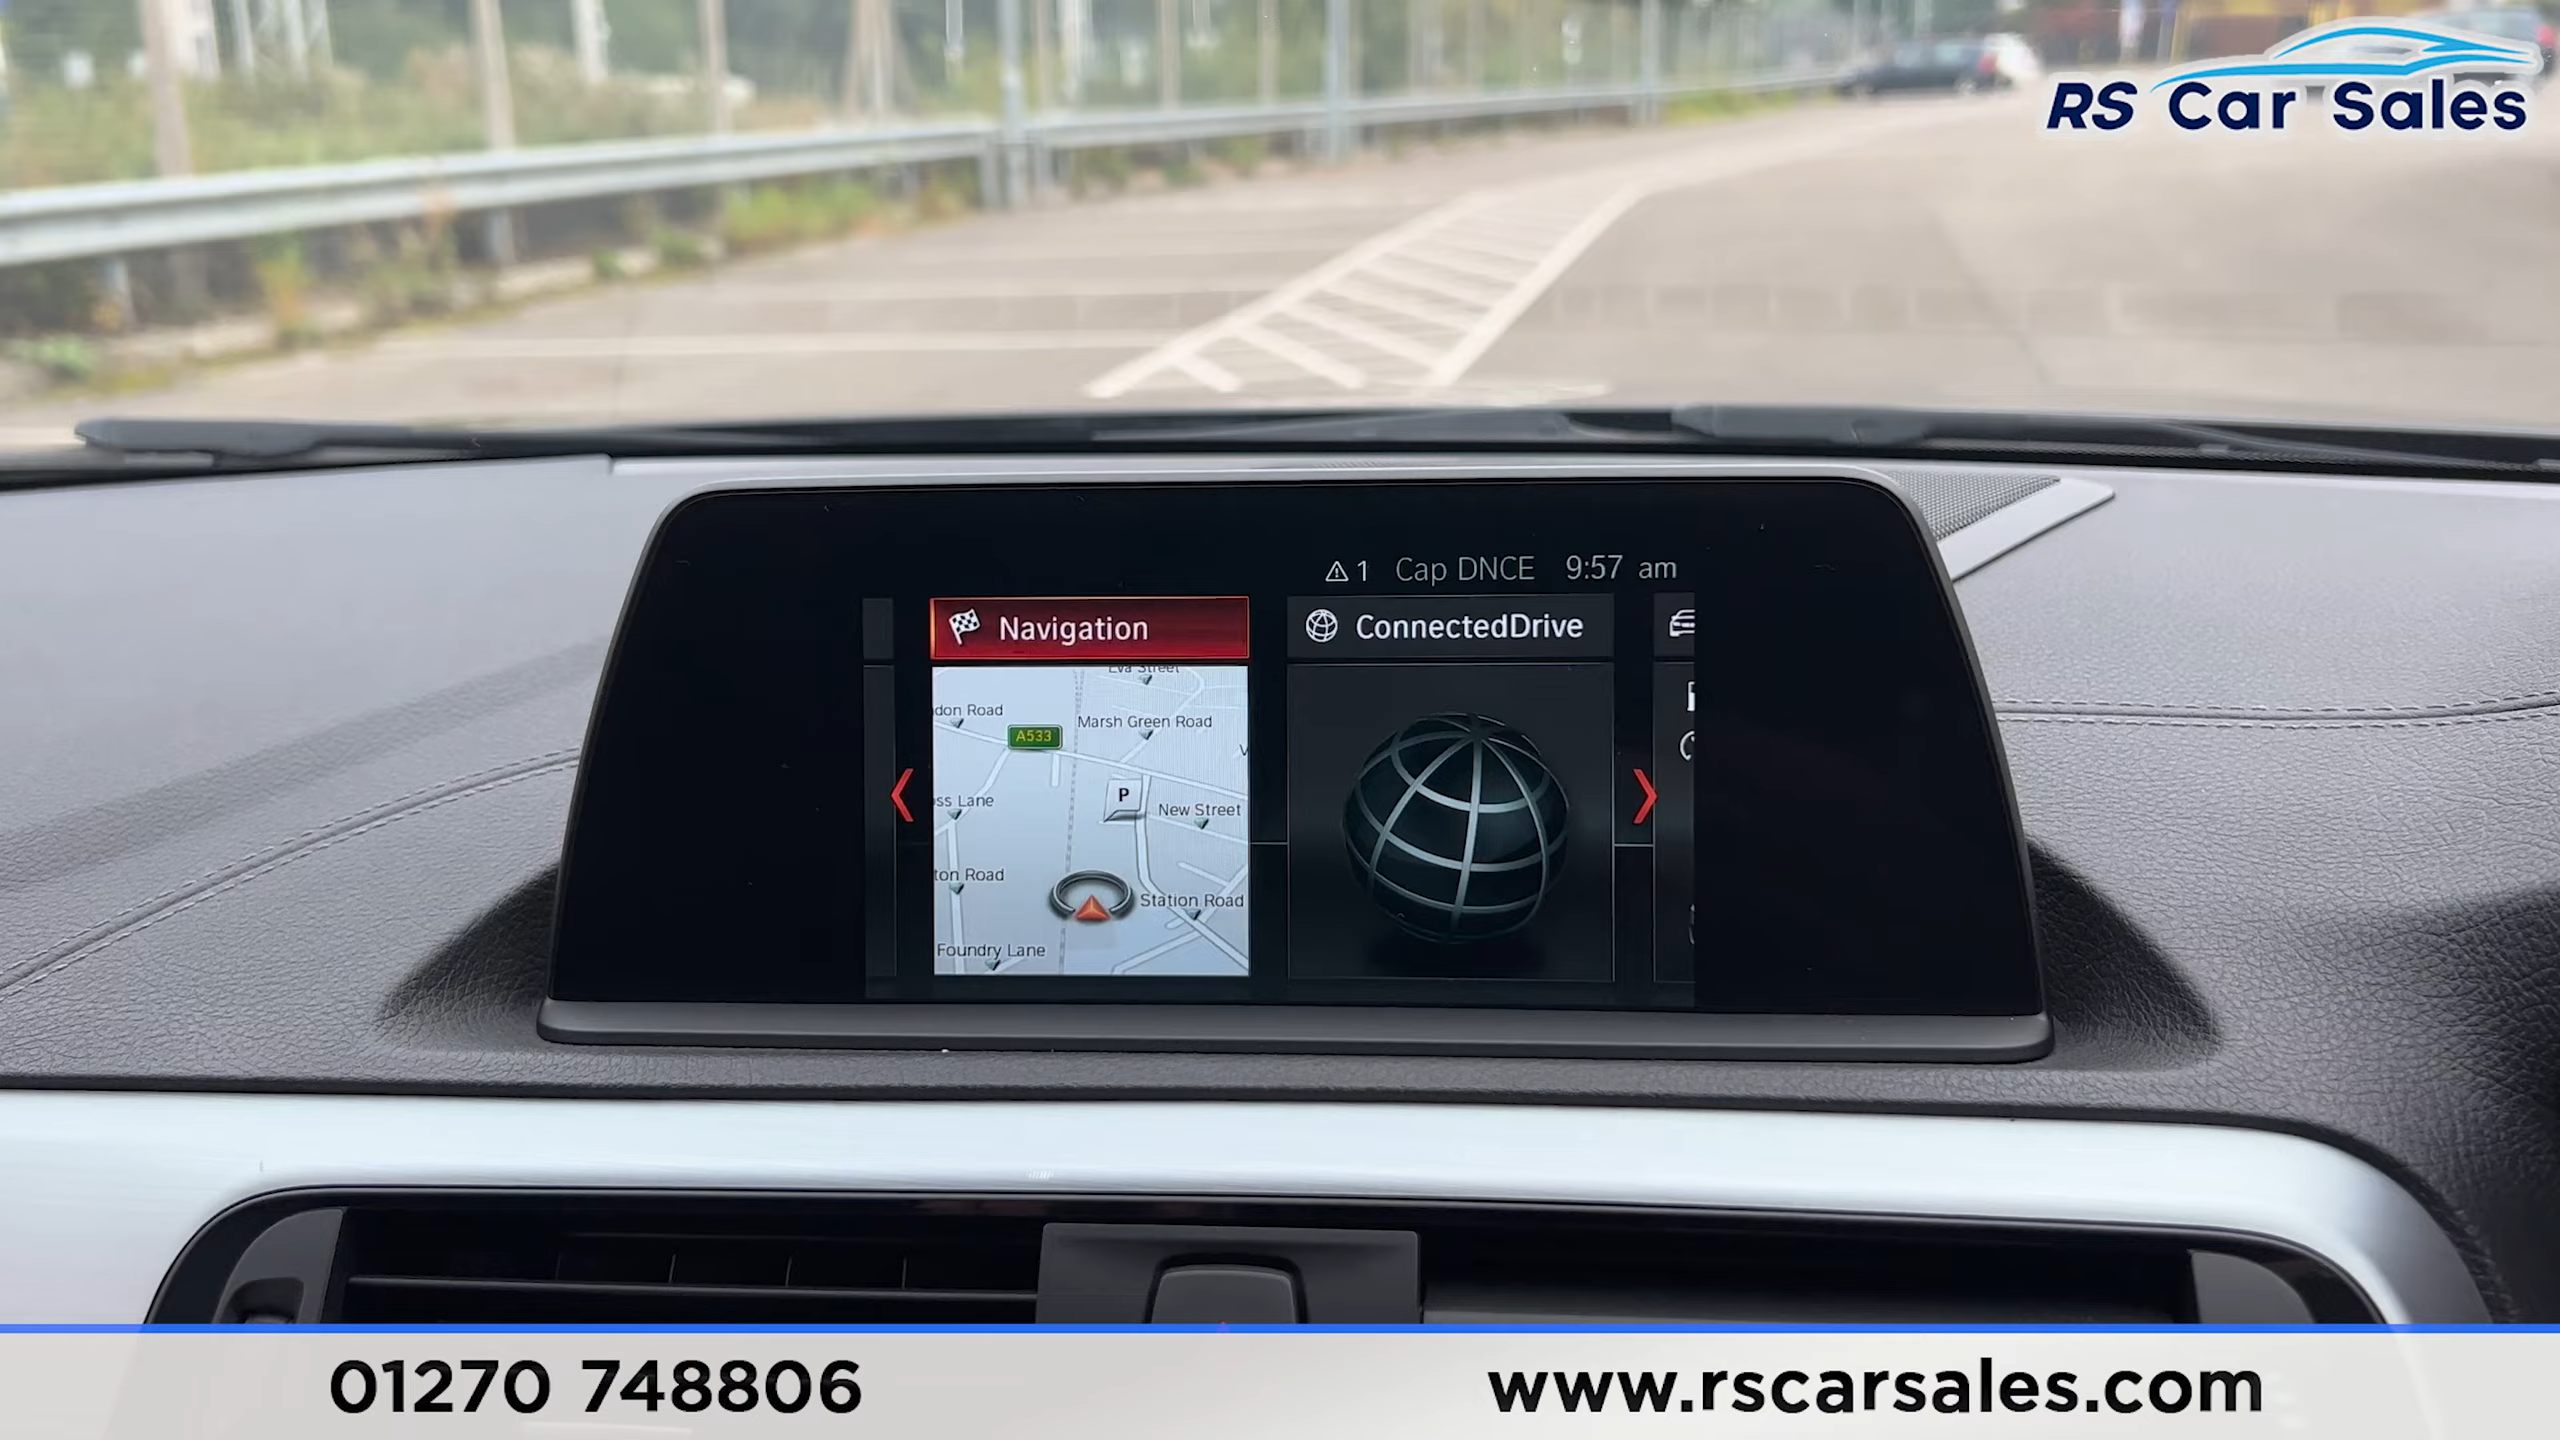 RS Car Sales
1 Cap DNCE 9:57 am
Navigation
ConnectedDrive
Eva Street
don Road
Marsh Green Road
A533
V
P
ss Lane
New Street
ton Road
Station Road
Foundry Lane
01270 748806
www.rscarsales.com